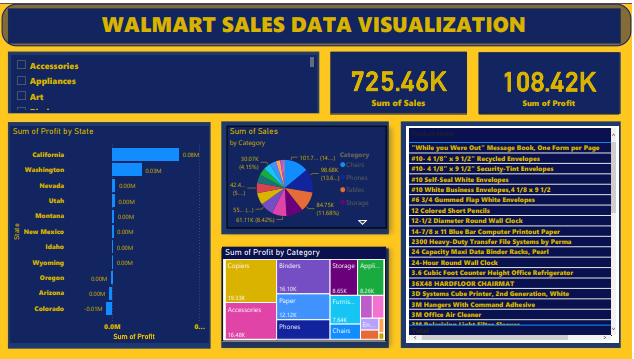 WALMART SALES DATA VISUALIZATION
Accessories
Appliances
Art
725.46K
Sum of Sales
108.42K
Sum of Profit
Sum of Profit by State
California
0.08M
Washington
0.03M
Nevada
0.00M
Utah
0.00M
Montana
0.00M
New Mexico
0.00M
Idaho
0.00M
Wyoming
0.00M
Oregon
0.00M
Arizona
0.00M
Colorado
-0.01M
State
0.0M
0...
Sum of Profit
Sum of Sales
by Category
30.07K
(4.15%)
101.7... (14....)
98.68K
(13.6...)
42.4...
(5....)
84.75K
(11.68%)
55.... (...)
61.11K (8.42%)
Category
Chairs
Phones
Tables
Storage
Sum of Profit by Category
Copiers
19.33K
Accessories
16.48K
Binders
16.10K
Paper
12.12K
Phones
Storage
8.65K
Appli...
8.26K
Furnis...
7.64K
Chairs
En...
"While you Were Out" Message Book, One Form per Page
#10- 4 1/8" x 9 1/2" Recycled Envelopes
#10- 4 1/8" x 9 1/2" Security-Tint Envelopes
#10 Self-Seal White Envelopes
#10 White Business Envelopes,4 1/8 x 9 1/2
#6 3/4 Gummed Flap White Envelopes
12 Colored Short Pencils
12-1/2 Diameter Round Wall Clock
14-7/8 x 11 Blue Bar Computer Printout Paper
2300 Heavy-Duty Transfer File Systems by Perma
24 Capacity Maxi Data Binder Racks, Pearl
24-Hour Round Wall Clock
3.6 Cubic Foot Counter Height Office Refrigerator
36X48 HARDFLOOR CHAIRMAT
3D Systems Cube Printer, 2nd Generation, White
3M Hangers With Command Adhesive
3M Office Air Cleaner
3M Polarizing Light Filter Sleeves